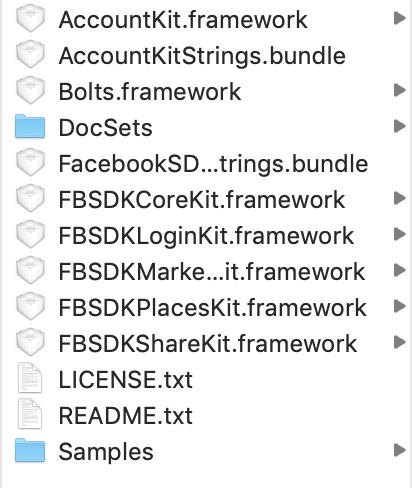 AccountKit.framework
AccountKitStrings.bundle
Bolts.framework
DocSets
FacebookSD...trings.bundle
FBSDKCoreKit.framework
FBSDKLoginKit.framework
FBSDKMarke...it.framework
FBSDKPlacesKit.framework
FBSDKShareKit.framework
LICENSE.txt
README.txt
Samples